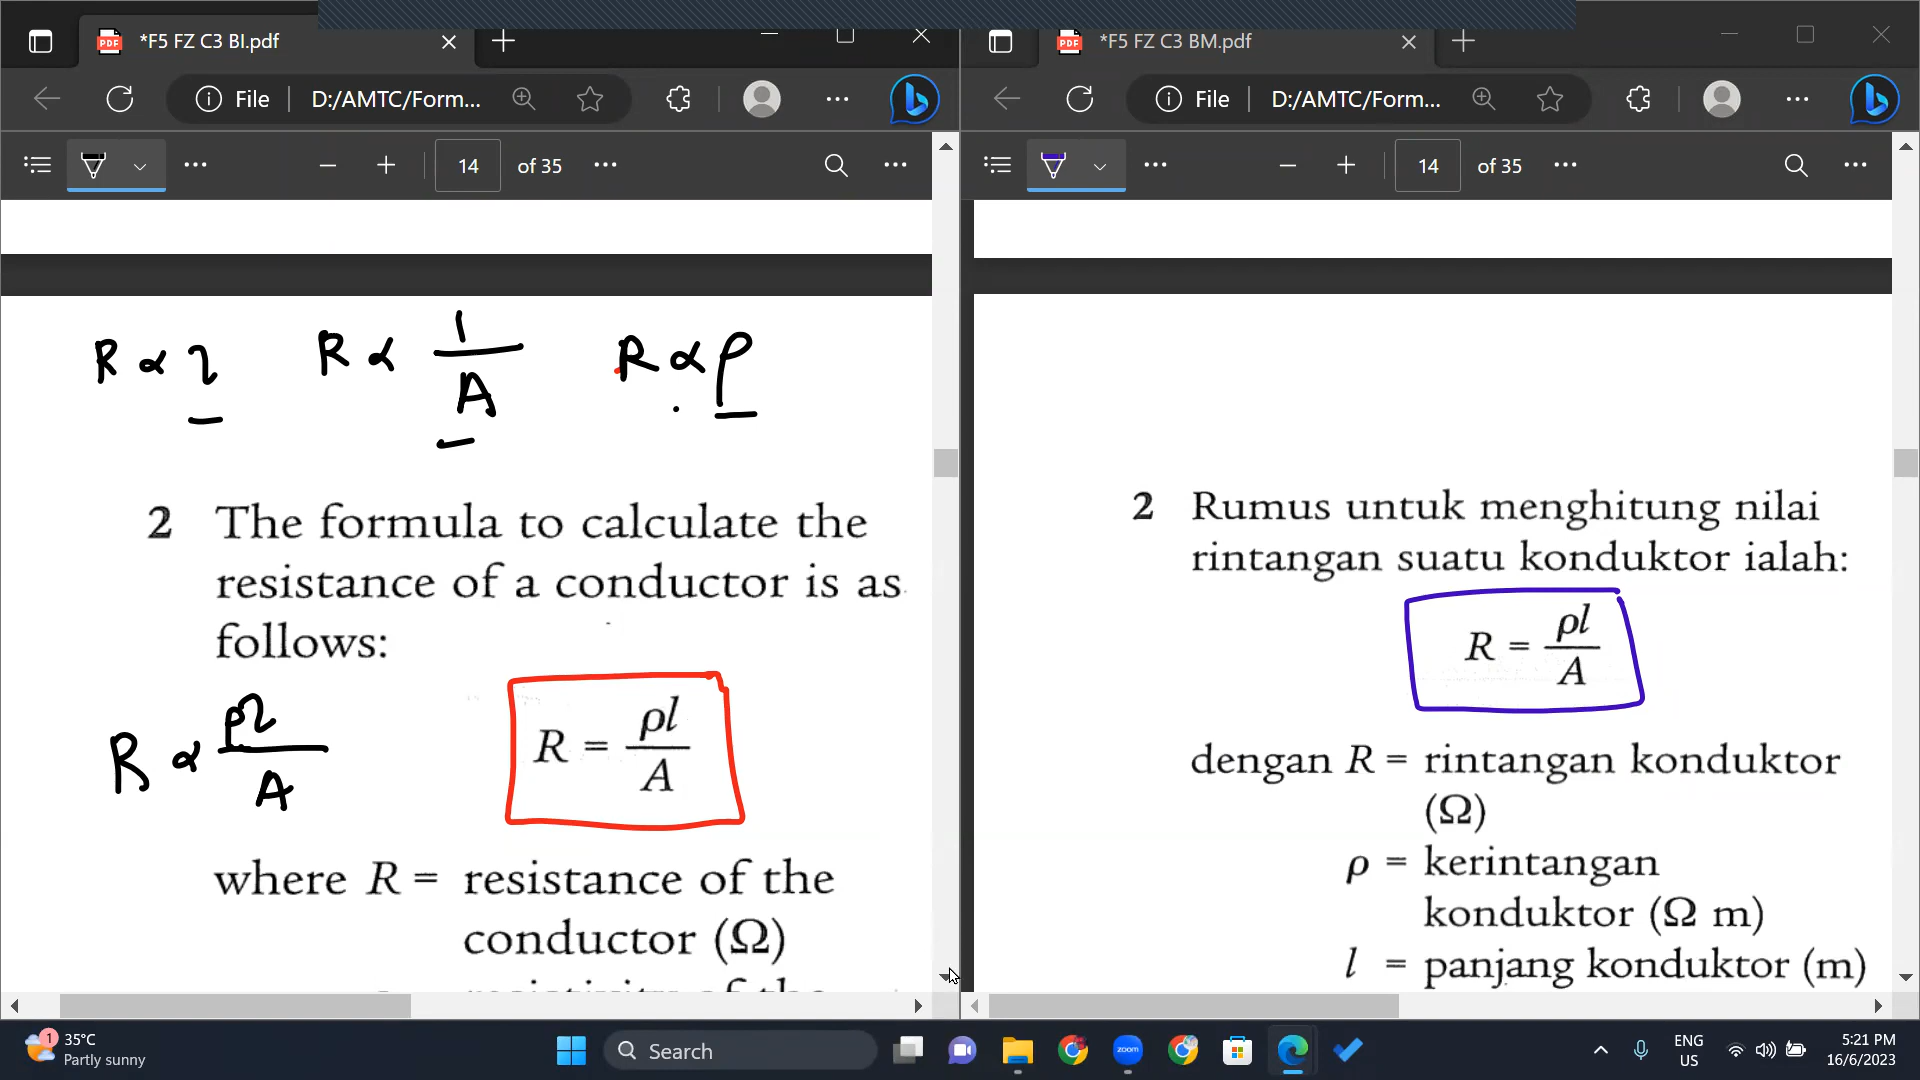 *F5 FZ C3 BI.pdf
File
D:/AMTC/Form...
14
of 35
R ∝ l
R ∝ 1/A
R ∝ ρ
2 The formula to calculate the
resistance of a conductor is as
follows:
R ∝ ρl/A
R = ρl/A
where R = resistance of the
conductor (Ω)
*F5 FZ C3 BM.pdf
File
D:/AMTC/Form...
14
of 35
2 Rumus untuk menghitung nilai
rintangan suatu konduktor ialah:
R = ρl/A
dengan R = rintangan konduktor
(Ω)
ρ = kerintangan
konduktor (Ω m)
l = panjang konduktor (m)
1
35°C
Partly sunny
Search
zoom
ENG
US
5:21 PM
16/6/2023